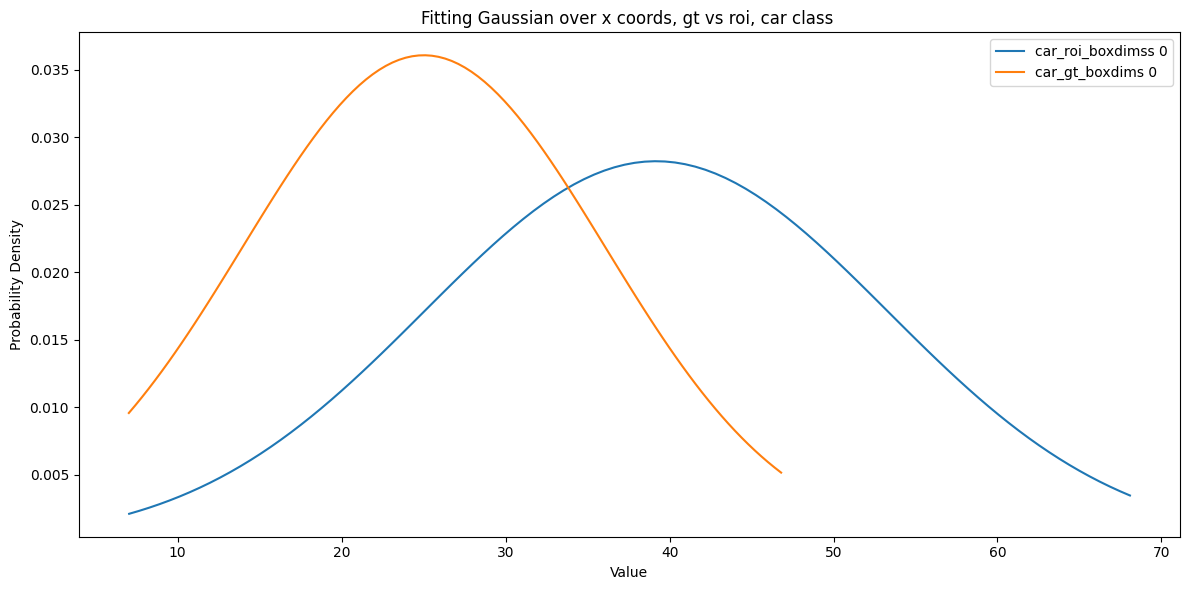 Fitting Gaussian over x coords, gt vs roi, car class
car_roi_boxdimss 0
car_gt_boxdims 0
Probability Density
0.035
0.030
0.025
0.020
0.015
0.010
0.005
10 20 30 40 50 60 70
Value